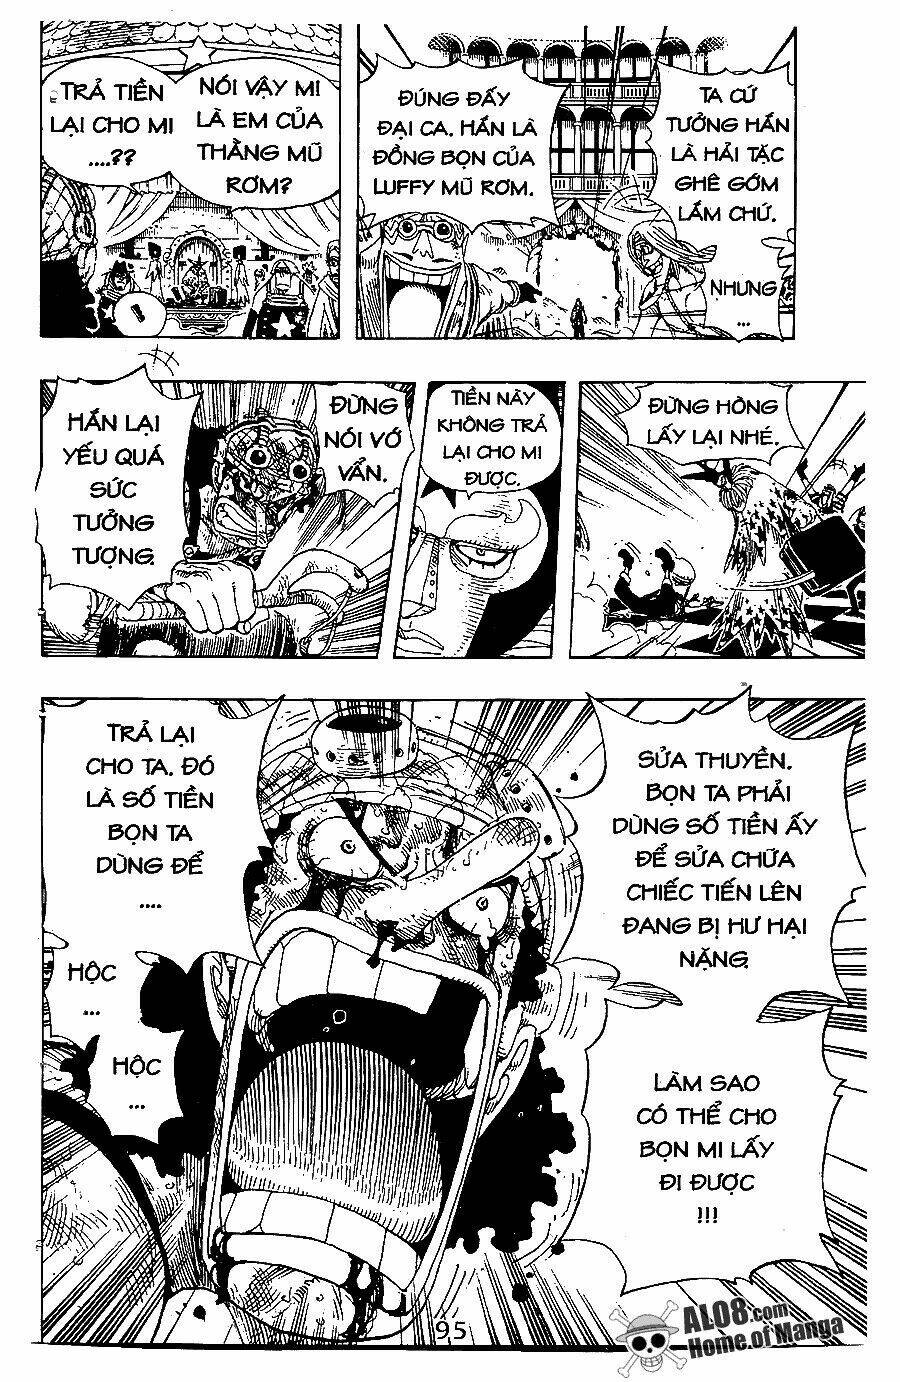 TRẢ TIỀN
LẠI CHO MI
....??
NÓI VẬY MI
LÀ EM CỦA
THẰNG MŨ
RƠM?
ĐÚNG ĐẤY
ĐẠI CA. HẮN LÀ
ĐỒNG BỌN CỦA
LUFFY MŨ RƠM.
TA CỨ
TƯỞNG HẮN
LÀ HẢI TẶC
GHÊ GỚM
LẮM CHỨ.
NHƯNG
...
!
HẮN LẠI
YẾU QUÁ
SỨC
TƯỞNG
TƯỢNG.
ĐỪNG
NÓI VỚ
VẨN.
TIỀN NÀY
KHÔNG TRẢ
LẠI CHO MI
ĐƯỢC.
ĐỪNG HÒNG
LẤY LẠI NHÉ.
TRẢ LẠI
CHO TA. ĐÓ
LÀ SỐ TIỀN
BỌN TA
DÙNG ĐỂ
....
HỘC
...
HỘC
...
SỬA THUYỀN.
BỌN TA PHẢI
DÙNG SỐ TIỀN ẤY
ĐỂ SỬA CHỮA
CHIẾC TIẾN LÊN
ĐANG BỊ HƯ HẠI
NẶNG.
LÀM SAO
CÓ THỂ CHO
BỌN MI LẤY
ĐI ĐƯỢC
!!!
95
ALO8.com
Home of Manga